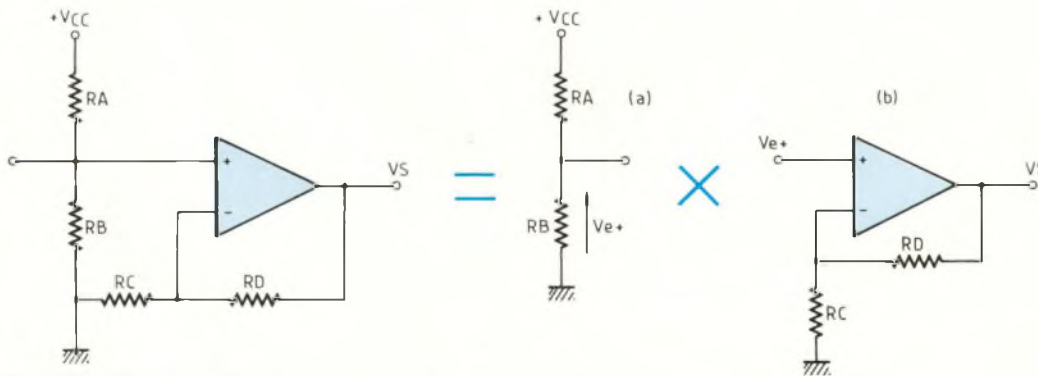 +VCC
RA
+
VS
−
RB
RC
RD
=
+VCC
RA
(a)
RB
Ve+
×
(b)
Ve+
+
VS
−
RD
RC